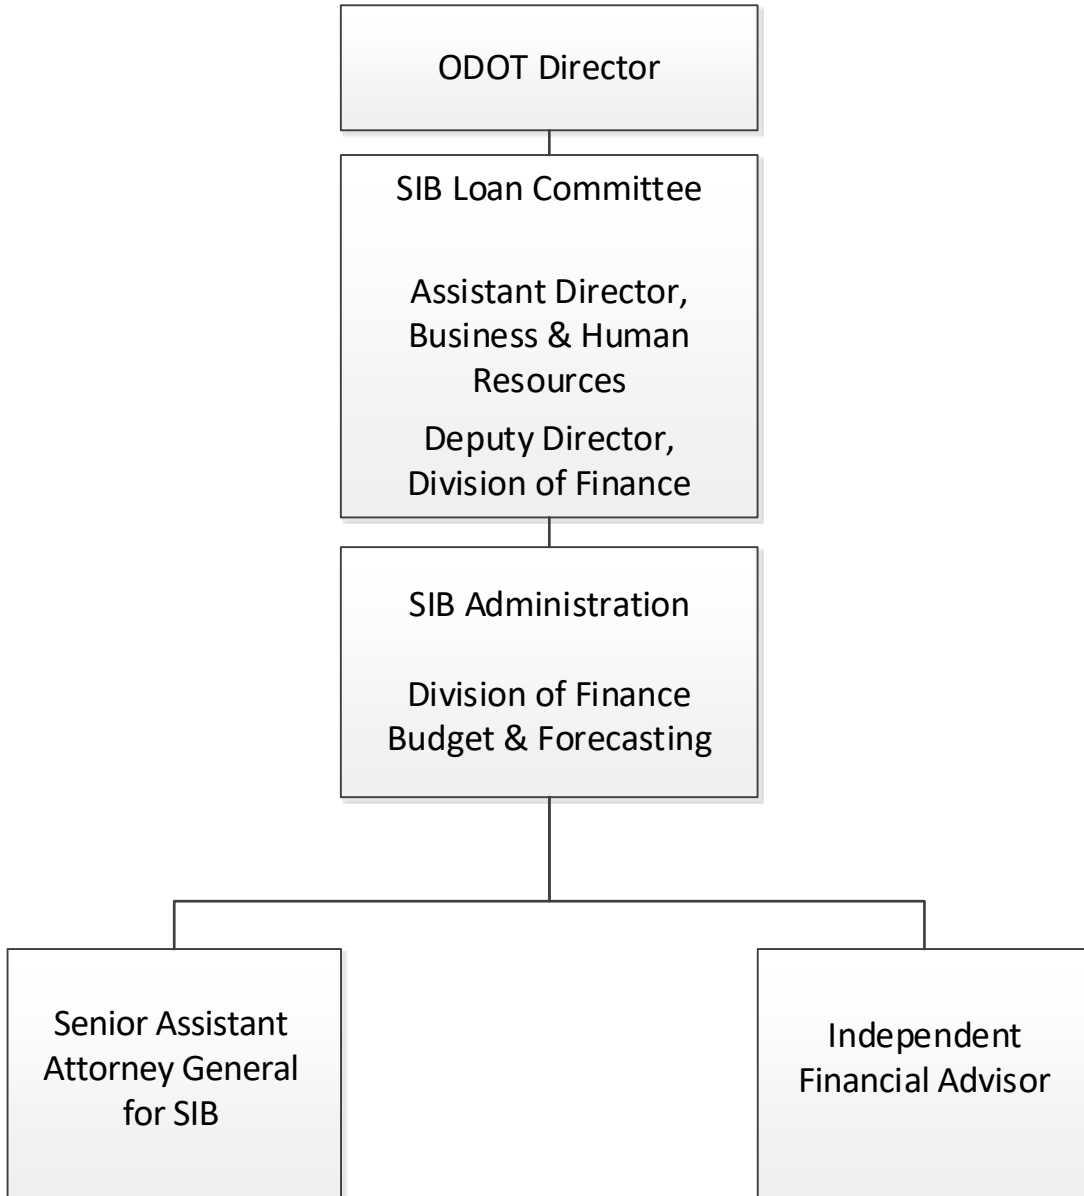 ODOT Director
SIB Loan Committee
Assistant Director,
Business & Human
Resources
Deputy Director,
Division of Finance
SIB Administration
Division of Finance
Budget & Forecasting
Senior Assistant
Attorney General
for SIB
Independent
Financial Advisor